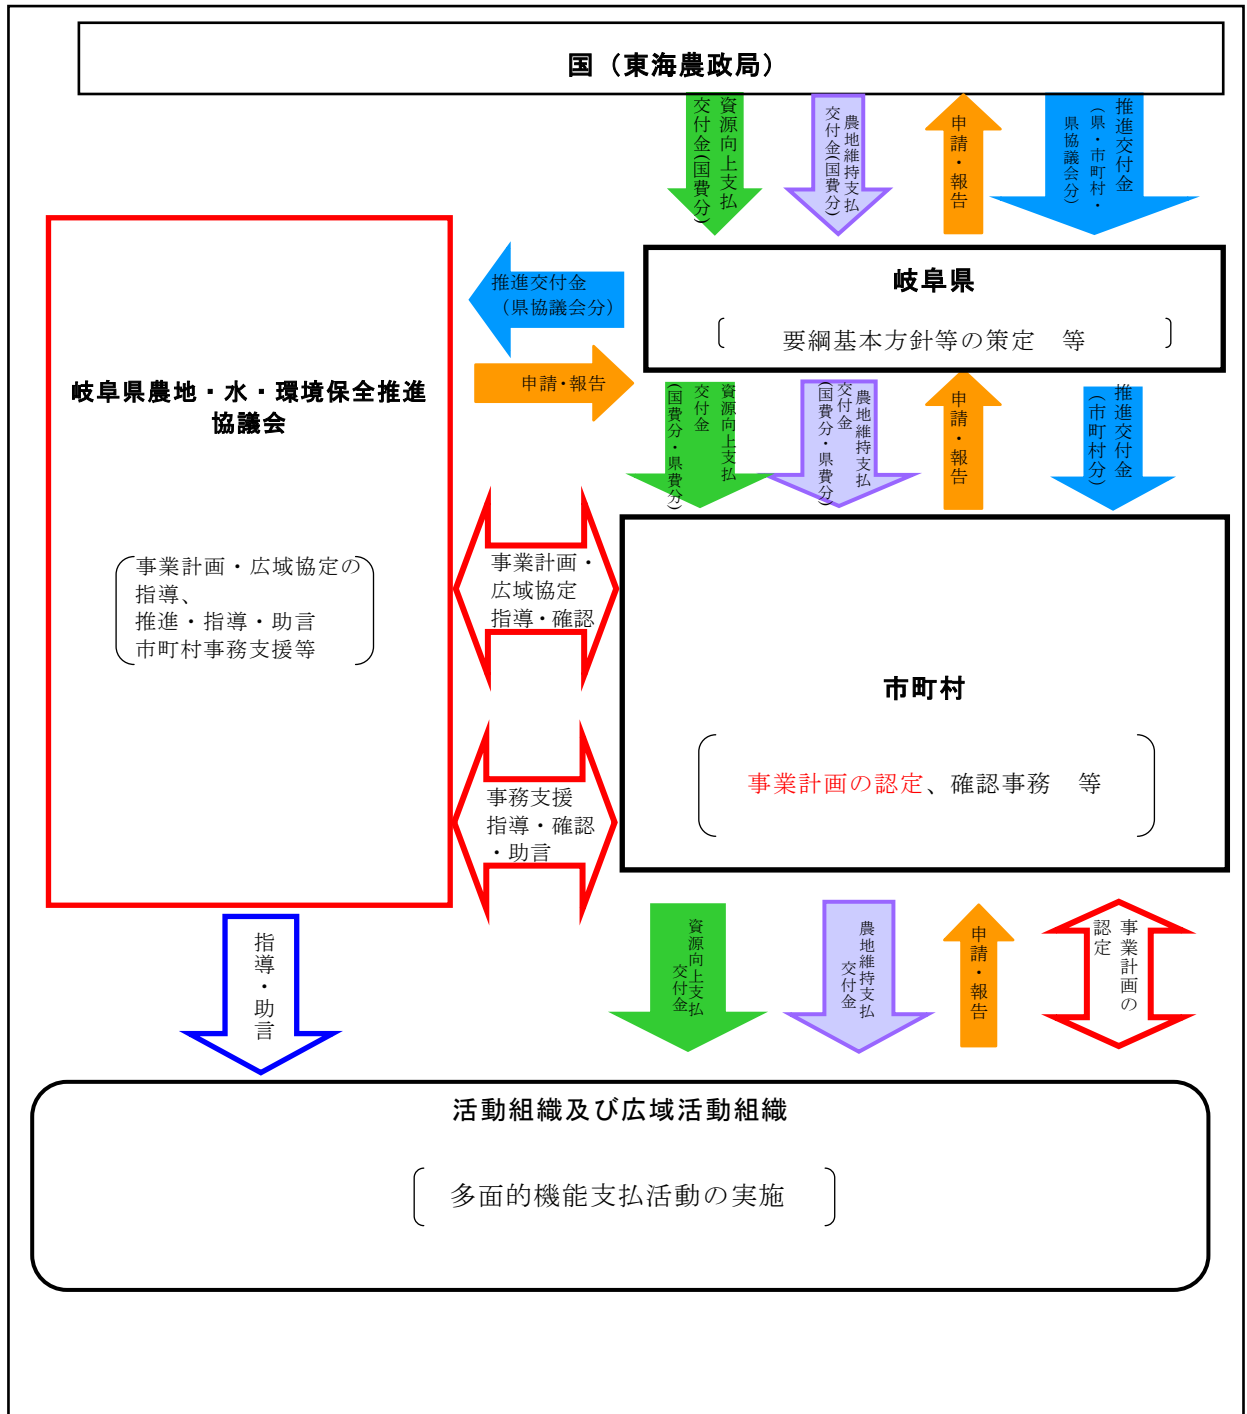 国（東海農政局）
資源向上支払
交付金(国費分)
農地維持支払
交付金(国費分)
申請・報告
推進交付金
(県・市町村・
県協議会分)
岐阜県
要綱基本方針等の策定　等
推進交付金
（県協議会分）
申請・報告
岐阜県農地・水・環境保全推進
協議会
事業計画・広域協定の
指導、
推進・指導・助言
市町村事務支援等
資源向上支払
交付金
(国費分・県費分)
農地維持支払
交付金
(国費分・県費分)
申請・報告
推進交付金
(市町村分)
事業計画・
広域協定
指導・確認
市町村
事業計画の認定、確認事務　等
事務支援
指導・確認
・助言
指導・助言
資源向上支払
交付金
農地維持支払
交付金
申請・報告
事業計画の
認定
活動組織及び広域活動組織
多面的機能支払活動の実施